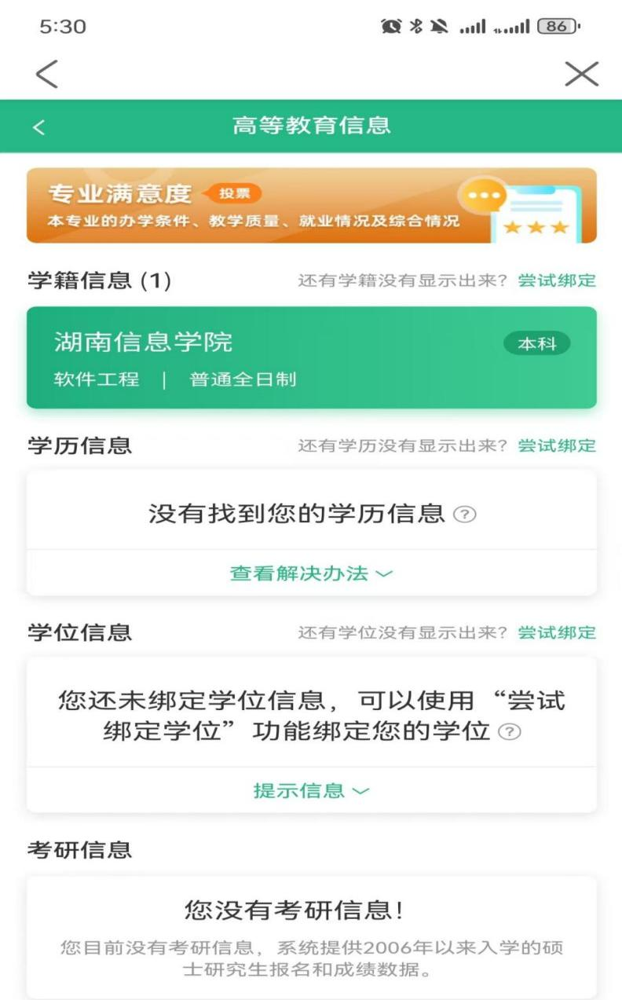 5:30
86
高等教育信息
专业满意度 投票
本专业的办学条件、教学质量、就业情况及综合情况
学籍信息 (1) 还有学籍没有显示出来? 尝试绑定
湖南信息学院 本科
软件工程 | 普通全日制
学历信息 还有学历没有显示出来? 尝试绑定
没有找到您的学历信息 ?
查看解决办法
学位信息 还有学位没有显示出来? 尝试绑定
您还未绑定学位信息，可以使用“尝试
绑定学位”功能绑定您的学位 ?
提示信息
考研信息
您没有考研信息!
您目前没有考研信息，系统提供2006年以来入学的硕
士研究生报名和成绩数据。